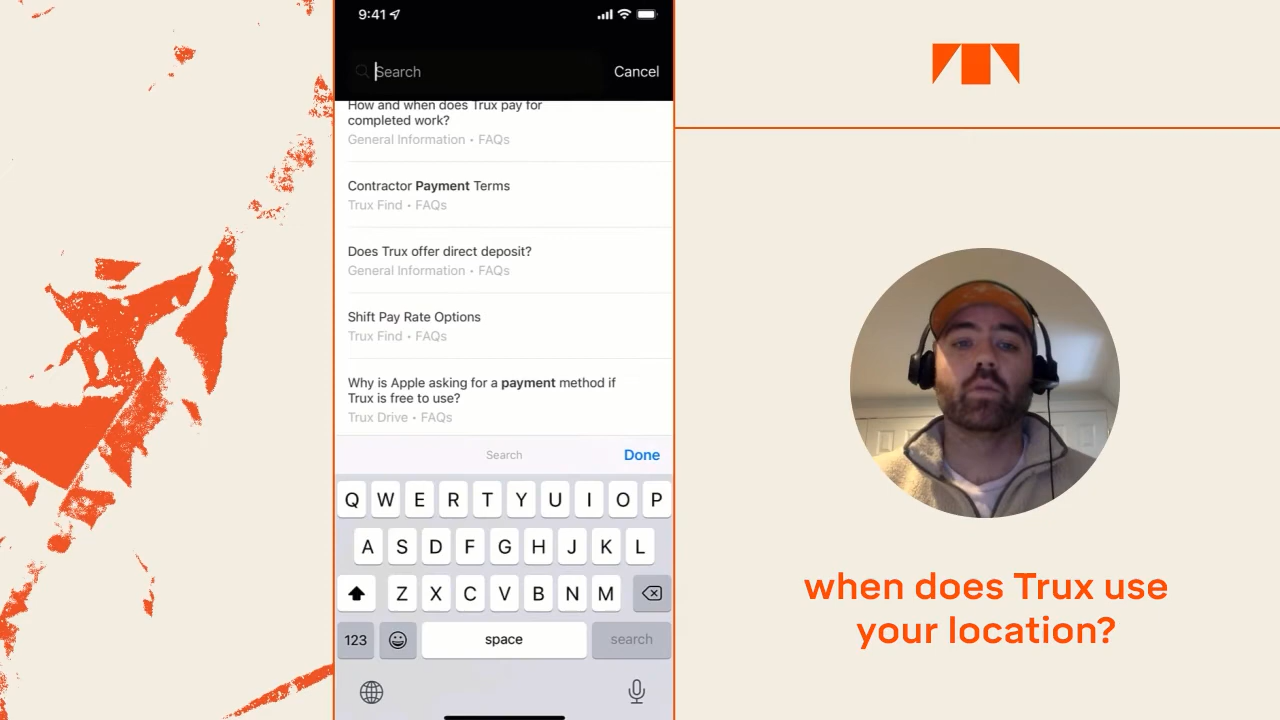 9:41
Search
Cancel
How and when does Trux pay for
completed work?
General Information • FAQs
Contractor Payment Terms
Trux Find • FAQs
Does Trux offer direct deposit?
General Information • FAQs
Shift Pay Rate Options
Trux Find • FAQs
Why is Apple asking for a payment method if
Trux is free to use?
Trux Drive • FAQs
Search
Done
Q W E R T Y U I O P
A S D F G H J K L
Z X C V B N M
123
space
search
when does Trux use
your location?